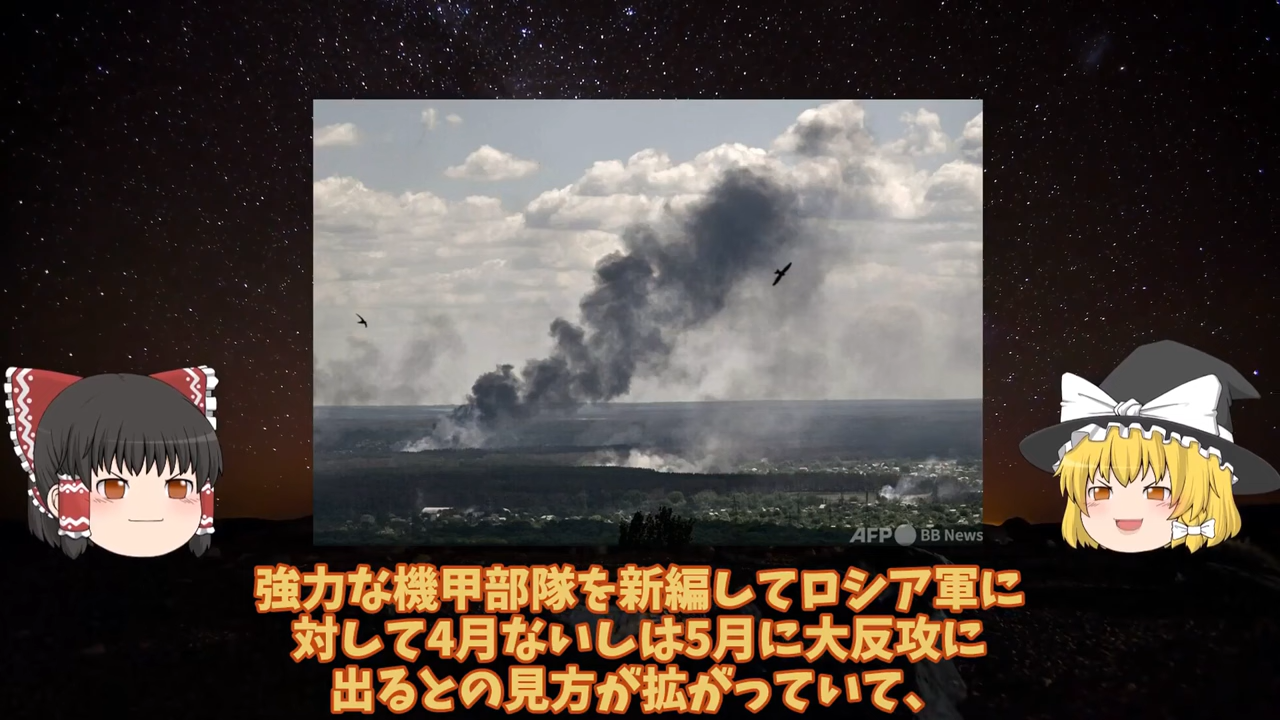 AFP BB News
強力な機甲部隊を新編してロシア軍に
対して4月ないしは5月に大反攻に
出るとの見方が拡がっていて、